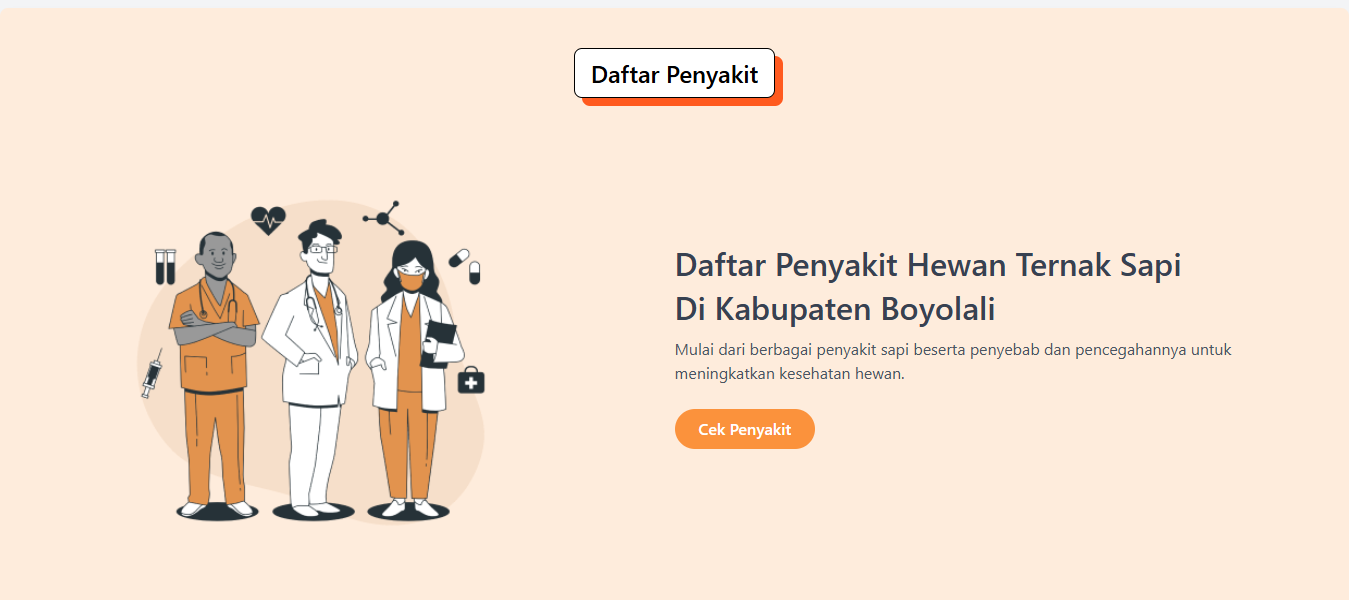 Daftar Penyakit
Daftar Penyakit Hewan Ternak Sapi
Di Kabupaten Boyolali
Mulai dari berbagai penyakit sapi beserta penyebab dan pencegahannya untuk
meningkatkan kesehatan hewan.
Cek Penyakit